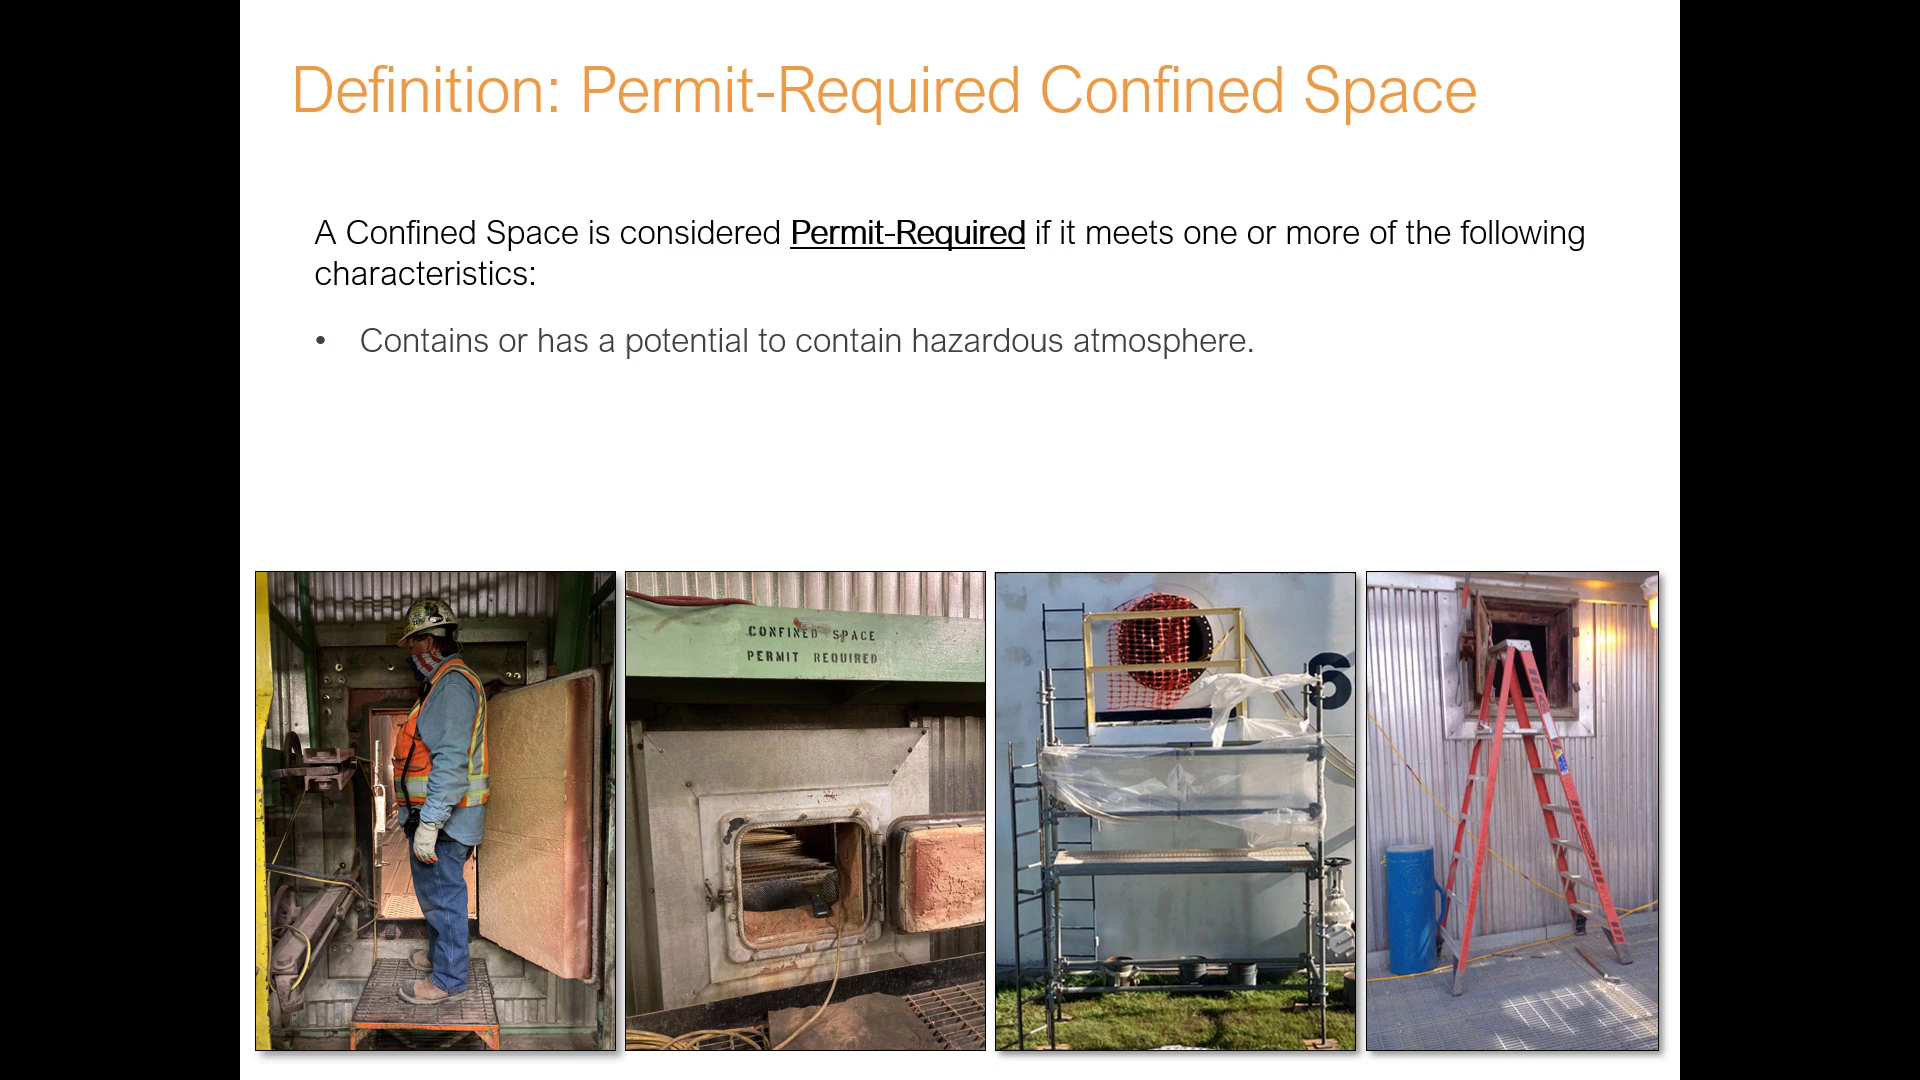 Definition: Permit-Required Confined Space
A Confined Space is considered Permit-Required if it meets one or more of the following
characteristics:
• Contains or has a potential to contain hazardous atmosphere.
CONFINED SPACE
PERMIT REQUIRED
6